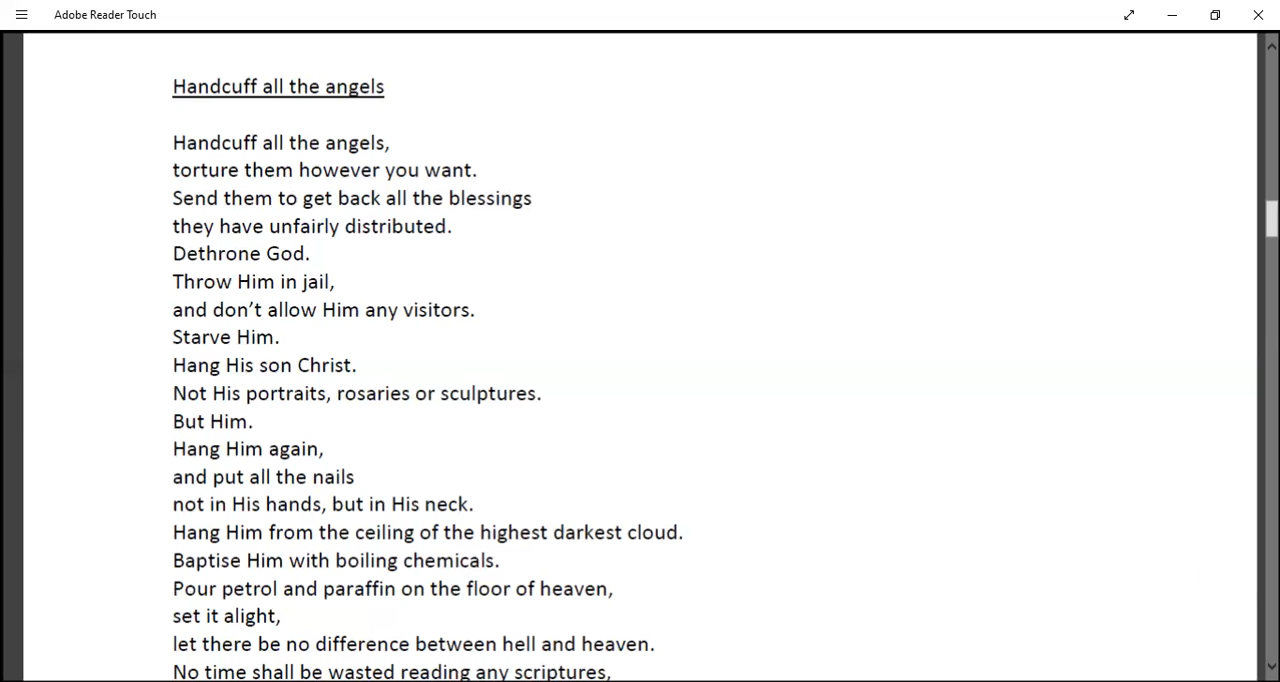 Adobe Reader Touch
Handcuff all the angels
Handcuff all the angels,
torture them however you want.
Send them to get back all the blessings
they have unfairly distributed.
Dethrone God.
Throw Him in jail,
and don’t allow Him any visitors.
Starve Him.
Hang His son Christ.
Not His portraits, rosaries or sculptures.
But Him.
Hang Him again,
and put all the nails
not in His hands, but in His neck.
Hang Him from the ceiling of the highest darkest cloud.
Baptise Him with boiling chemicals.
Pour petrol and paraffin on the floor of heaven,
set it alight,
let there be no difference between hell and heaven.
No time shall be wasted reading any scriptures,